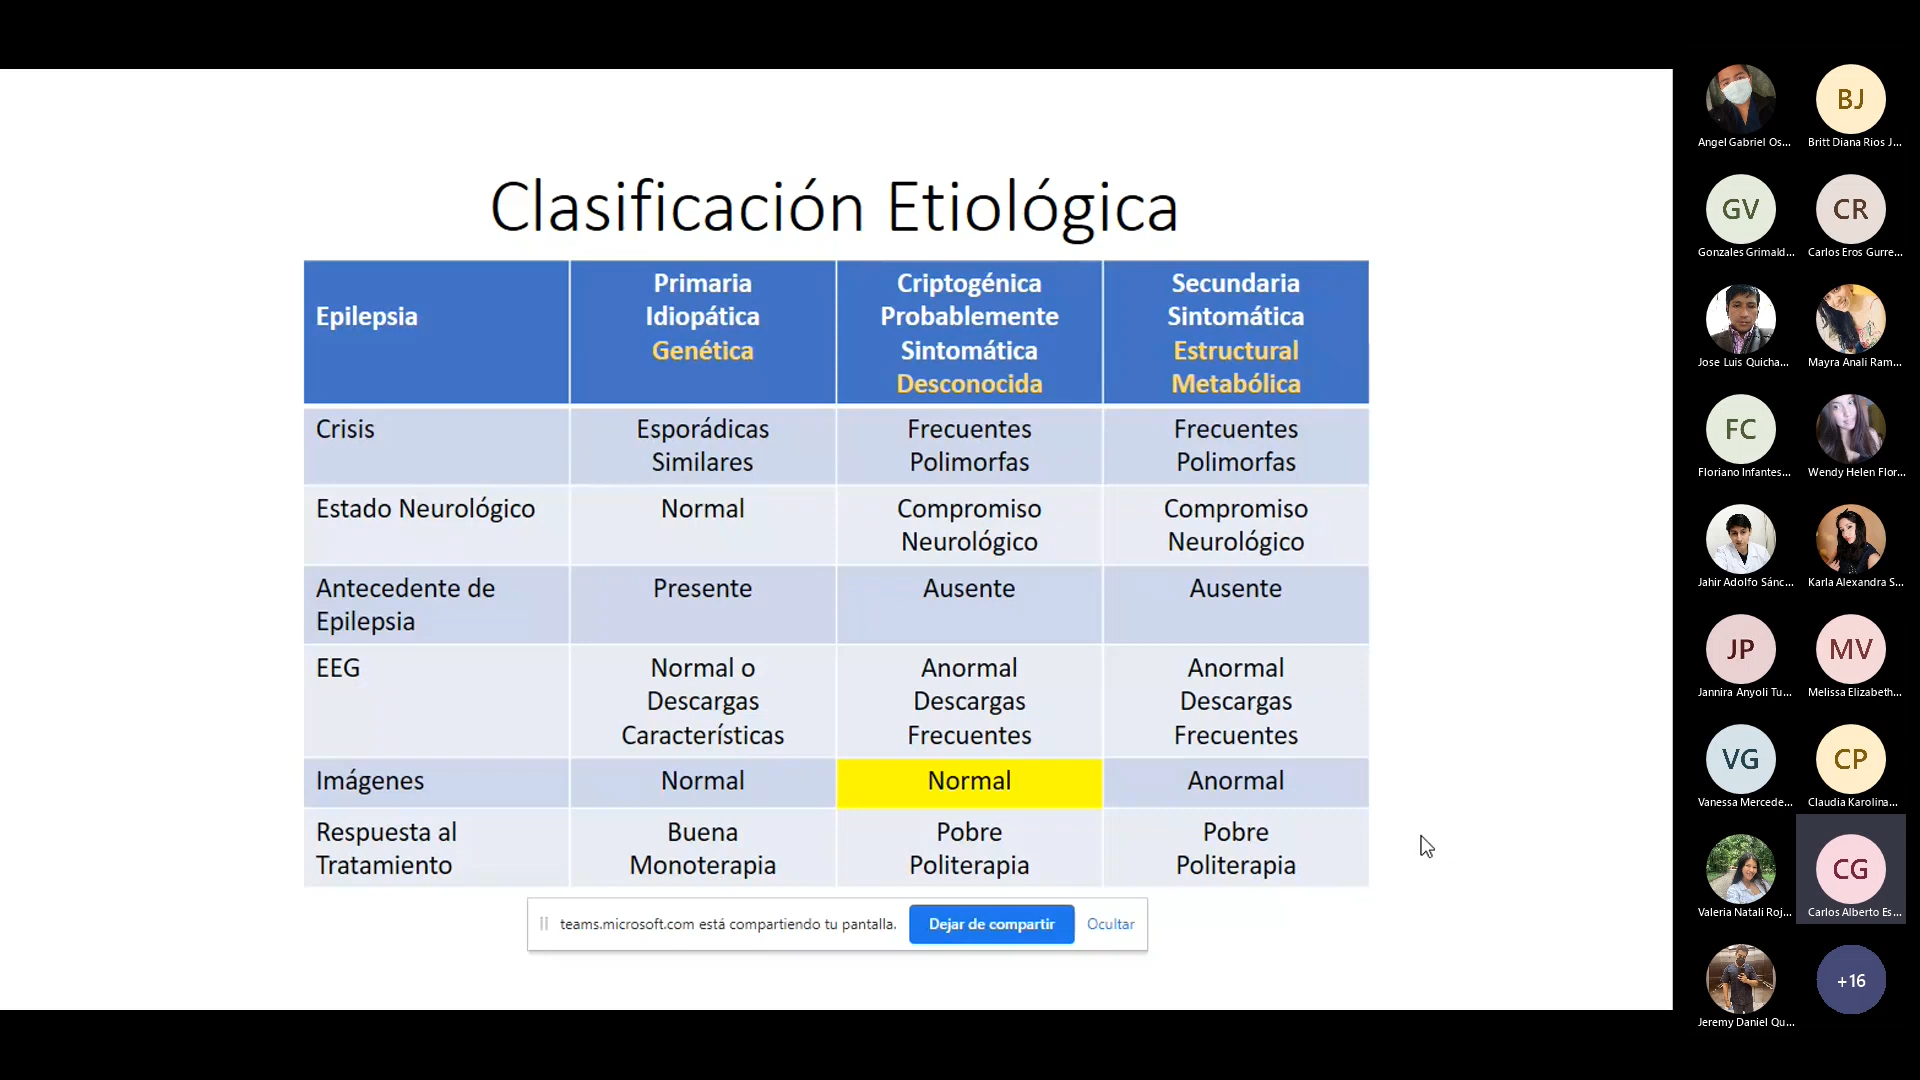 Clasificación Etiológica
Epilepsia
Primaria
Idiopática
Genética
Criptogénica
Probablemente
Sintomática
Desconocida
Secundaria
Sintomática
Estructural
Metabólica
Crisis
Esporádicas
Similares
Frecuentes
Polimorfas
Frecuentes
Polimorfas
Estado Neurológico
Normal
Compromiso
Neurológico
Compromiso
Neurológico
Antecedente de
Epilepsia
Presente
Ausente
Ausente
EEG
Normal o
Descargas
Características
Anormal
Descargas
Frecuentes
Anormal
Descargas
Frecuentes
Imágenes
Normal
Normal
Anormal
Respuesta al
Tratamiento
Buena
Monoterapia
Pobre
Politerapia
Pobre
Politerapia
teams.microsoft.com está compartiendo tu pantalla.
Dejar de compartir
Ocultar
Angel Gabriel Os...
BJ
Britt Diana Rios J...
GV
Gonzales Grimald...
CR
Carlos Eros Gurre...
Jose Luis Quicha...
Mayra Anali Ram...
FC
Floriano Infantes...
Wendy Helen Flor...
Jahir Adolfo Sánc...
Karla Alexandra S...
JP
Jannira Anyoli Tu...
MV
Melissa Elizabeth...
VG
Vanessa Mercede...
CP
Claudia Karolina...
Valeria Natali Roj...
CG
Carlos Alberto Es...
Jeremy Daniel Qu...
+16